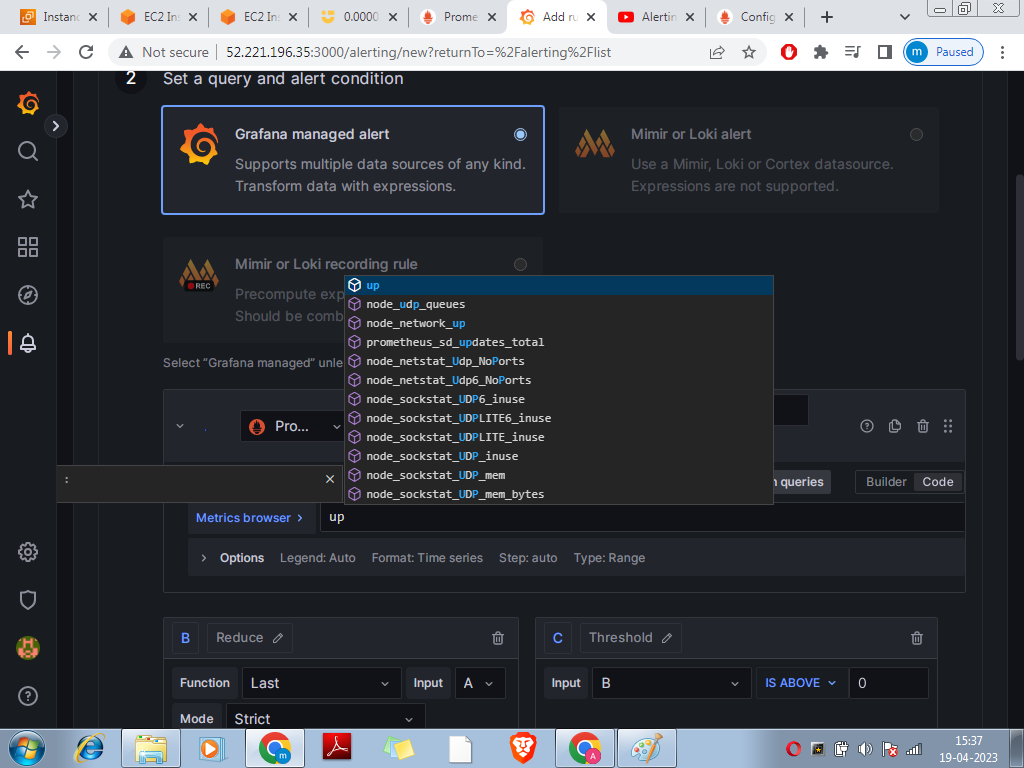 Instanc
EC2 Ins
EC2 Ins
0.0000
Prome
Add ru
Alertin
Config
Not secure
52.221.196.35:3000/alerting/new?returnTo=%2Falerting%2Flist
m
Paused
2
Set a query and alert condition
Grafana managed alert
Supports multiple data sources of any kind.
Transform data with expressions.
Mimir or Loki alert
Use a Mimir, Loki or Cortex datasource.
Expressions are not supported.
Mimir or Loki recording rule
REC
Precompute exp
Should be comb
Select “Grafana managed” unle
up
node_udp_queues
node_network_up
prometheus_sd_updates_total
node_netstat_Udp_NoPorts
node_netstat_Udp6_NoPorts
node_sockstat_UDP6_inuse
node_sockstat_UDPLITE6_inuse
node_sockstat_UDPLITE_inuse
node_sockstat_UDP_inuse
node_sockstat_UDP_mem
node_sockstat_UDP_mem_bytes
Pro...
:
n queries
Builder
Code
Metrics browser >
up
Options
Legend: Auto
Format: Time series
Step: auto
Type: Range
B
Reduce
C
Threshold
Function
Last
Input
A
Mode
Strict
Input
B
IS ABOVE
0
m
A
15:37
19-04-2023